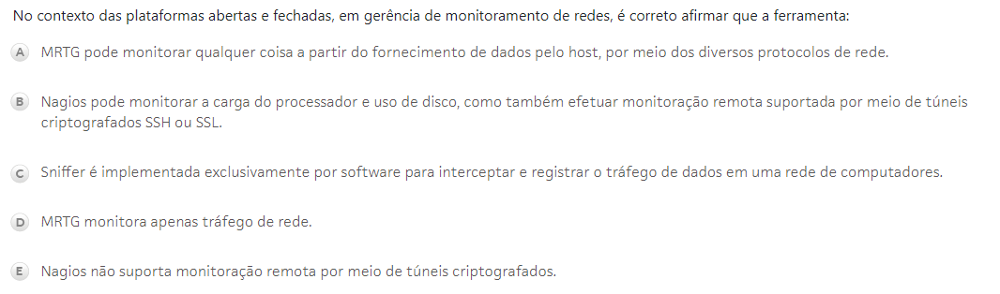 No contexto das plataformas abertas e fechadas, em gerência de monitoramento de redes, é correto afirmar que a ferramenta:
A MRTG pode monitorar qualquer coisa a partir do fornecimento de dados pelo host, por meio dos diversos protocolos de rede.
B Nagios pode monitorar a carga do processador e uso de disco, como também efetuar monitoração remota suportada por meio de túneis
criptografados SSH ou SSL.
C Sniffer é implementada exclusivamente por software para interceptar e registrar o tráfego de dados em uma rede de computadores.
D MRTG monitora apenas tráfego de rede.
E Nagios não suporta monitoração remota por meio de túneis criptografados.